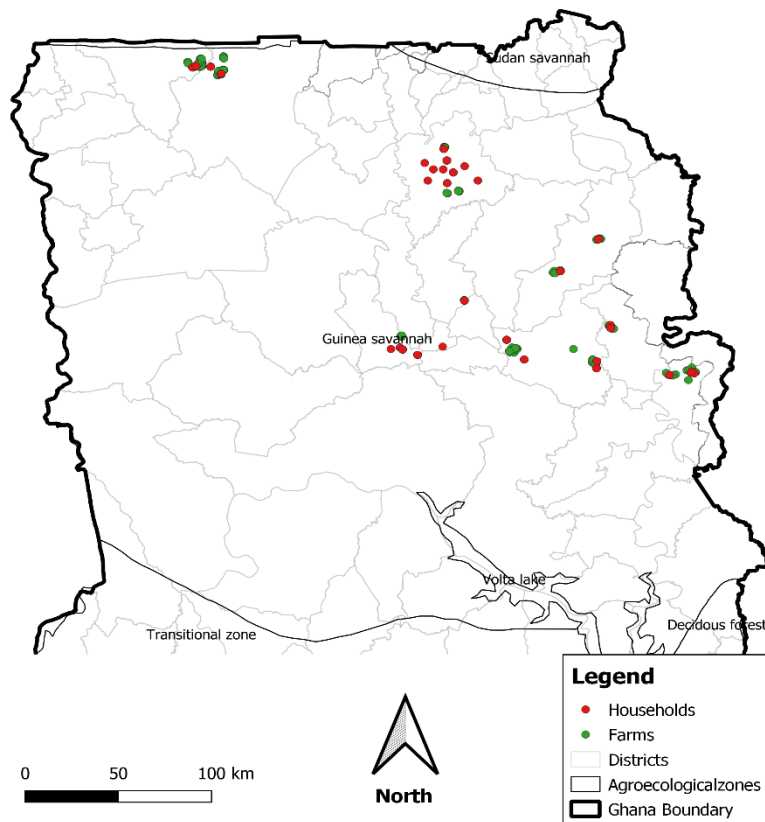 Sudan savannah
Guinea savannah
Volta lake
Transitional zone
Decidous forest
Legend
Households
Farms
Districts
Agroecologicalzones
Ghana Boundary
0 50 100 km
North